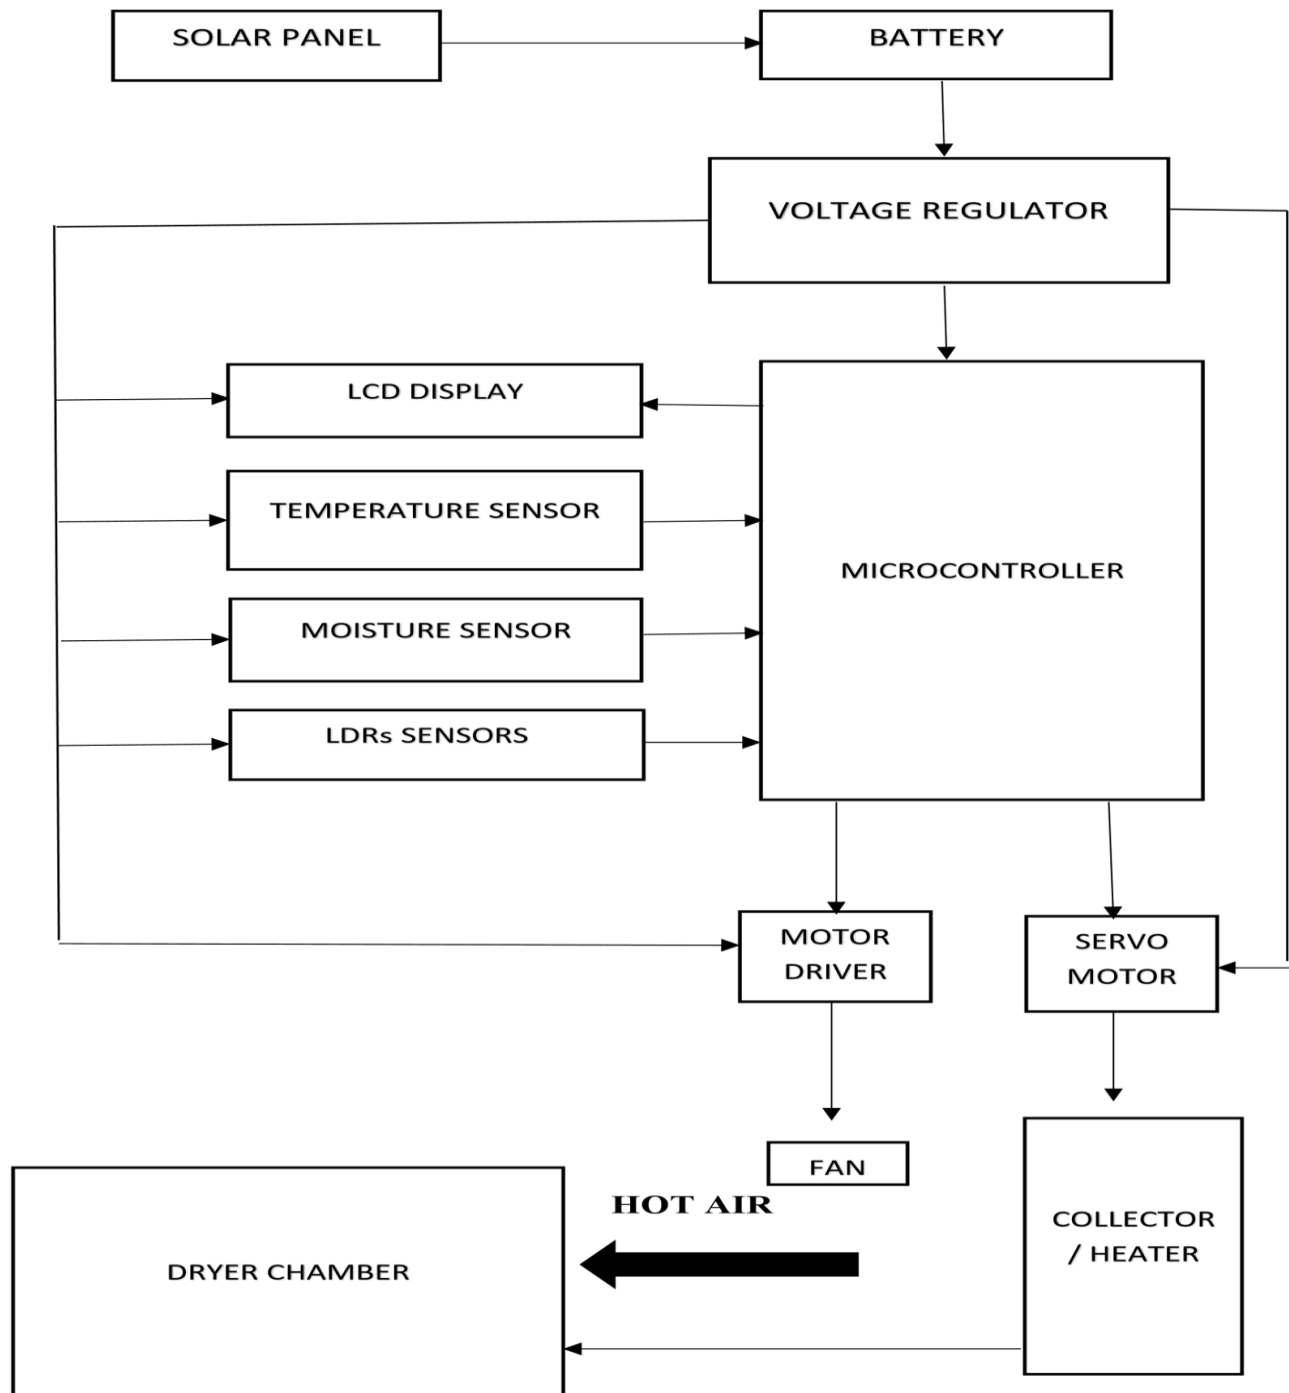 SOLAR PANEL
BATTERY
VOLTAGE REGULATOR
LCD DISPLAY
TEMPERATURE SENSOR
MICROCONTROLLER
MOISTURE SENSOR
LDRs SENSORS
MOTOR
DRIVER
SERVO
MOTOR
FAN
HOT AIR
COLLECTOR
/ HEATER
DRYER CHAMBER